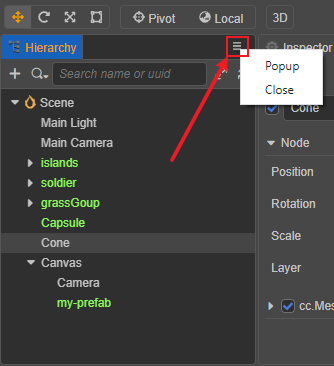 Pivot Local 3D
Hierarchy Inspector
Popup
Close
Search name or uuid
Scene Cone
Main Light
Main Camera Node
islands Position
soldier
grassGoup Rotation
Capsule
Cone Scale
Canvas Layer
Camera
my-prefab cc.Mes